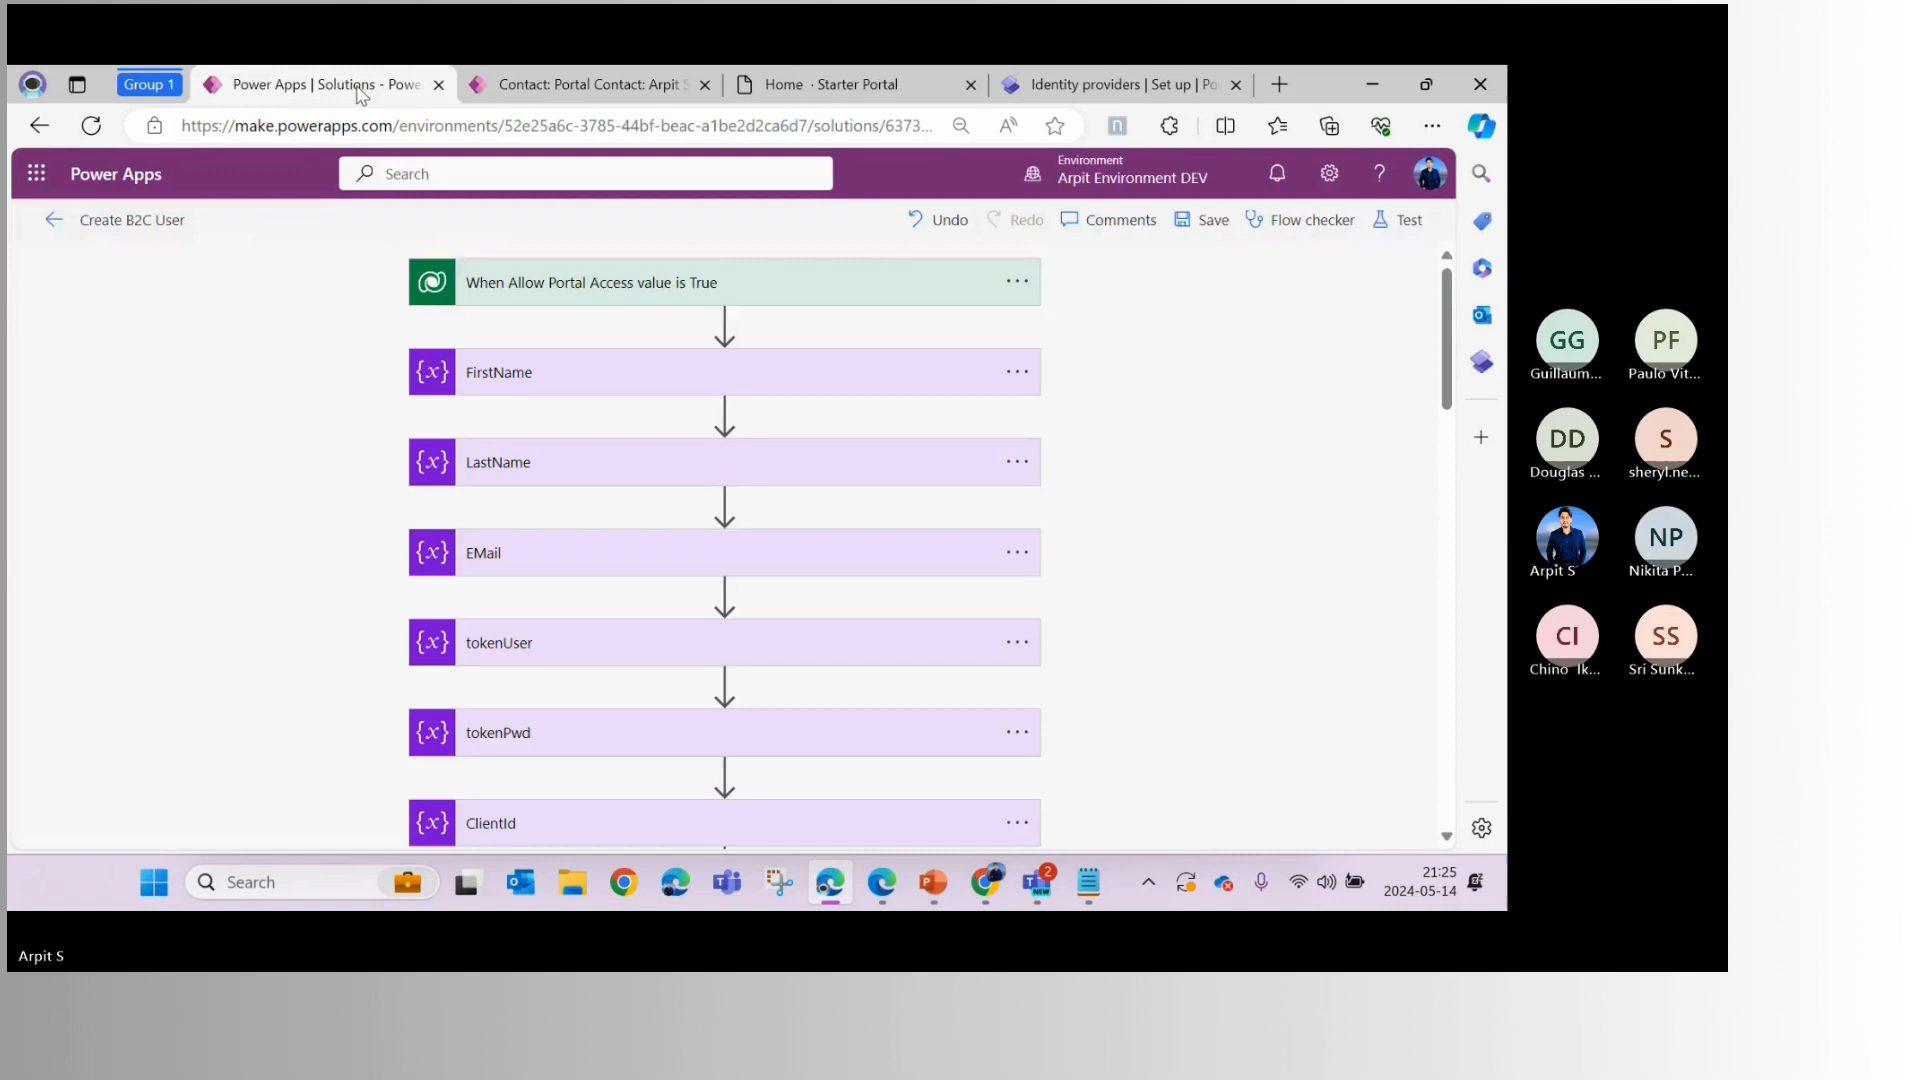 Group 1
Power Apps | Solutions - Powe
Contact: Portal Contact: Arpit S
Home · Starter Portal
Identity providers | Set up | Po
https://make.powerapps.com/environments/52e25a6c-3785-44bf-beac-a1be2d2ca6d7/solutions/6373...
Power Apps
Search
Environment
Arpit Environment DEV
Create B2C User
Undo
Redo
Comments
Save
Flow checker
Test
When Allow Portal Access value is True
{x} FirstName
{x} LastName
{x} EMail
{x} tokenUser
{x} tokenPwd
{x} ClientId
GG
Guillaum...
PF
Paulo Vit...
DD
Douglas ...
S
sheryl.ne...
Arpit S
NP
Nikita P...
CI
Chino Ik...
SS
Sri Sunk...
Search
NEW
2
21:25
2024-05-14
Arpit S